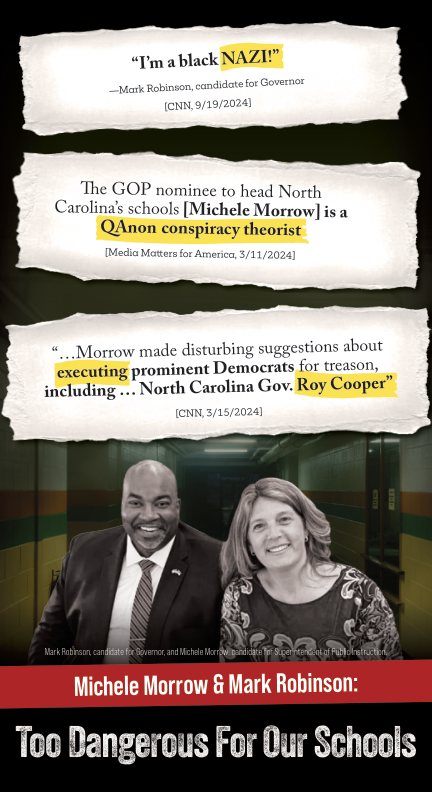 “I’m a black NAZI!”
—Mark Robinson, candidate for Governor
[CNN, 9/19/2024]
The GOP nominee to head North
Carolina’s schools [Michele Morrow] is a
QAnon conspiracy theorist
[Media Matters for America, 3/11/2024]
“…Morrow made disturbing suggestions about
executing prominent Democrats for treason,
including … North Carolina Gov. Roy Cooper”
[CNN, 3/15/2024]
Mark Robinson, candidate for Governor, and Michele Morrow, candidate for Superintendent of Public Instruction.
Michele Morrow & Mark Robinson:
Too Dangerous For Our Schools